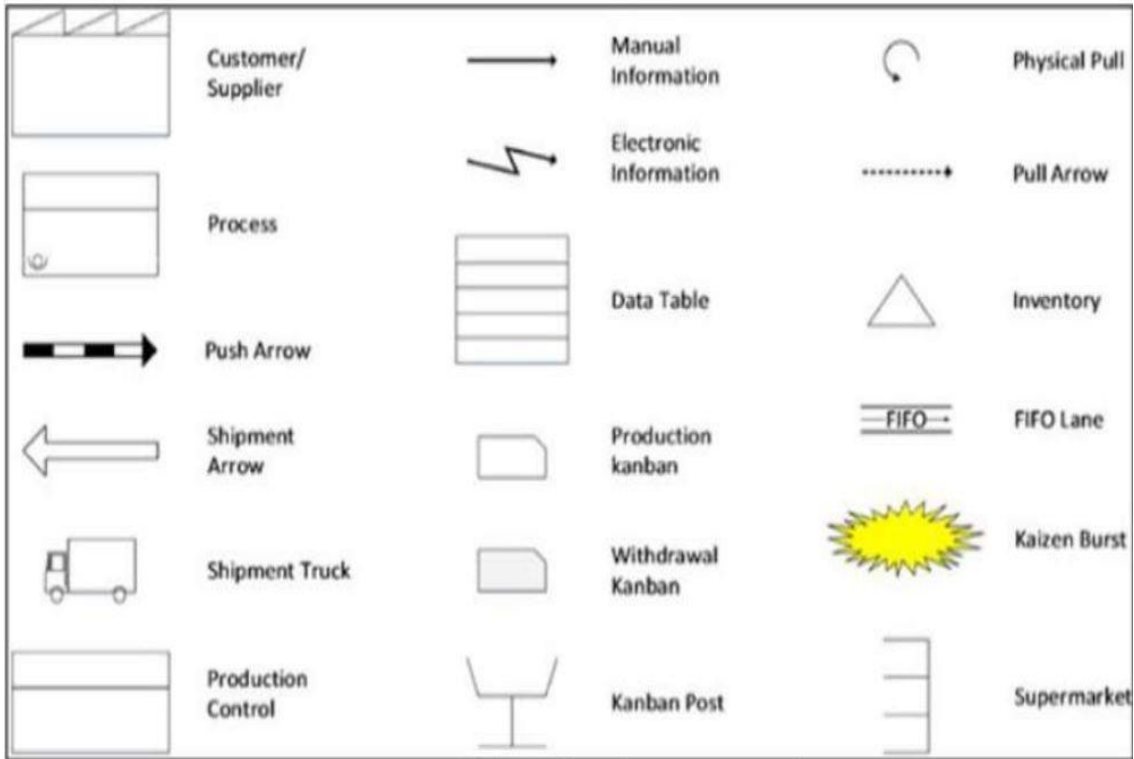 Customer/
Supplier
Process
Push Arrow
Shipment
Arrow
Shipment Truck
Production
Control
Manual
Information
Electronic
Information
Data Table
Production
kanban
Withdrawal
Kanban
Kanban Post
Physical Pull
Pull Arrow
Inventory
FIFO
FIFO Lane
Kaizen Burst
Supermarket